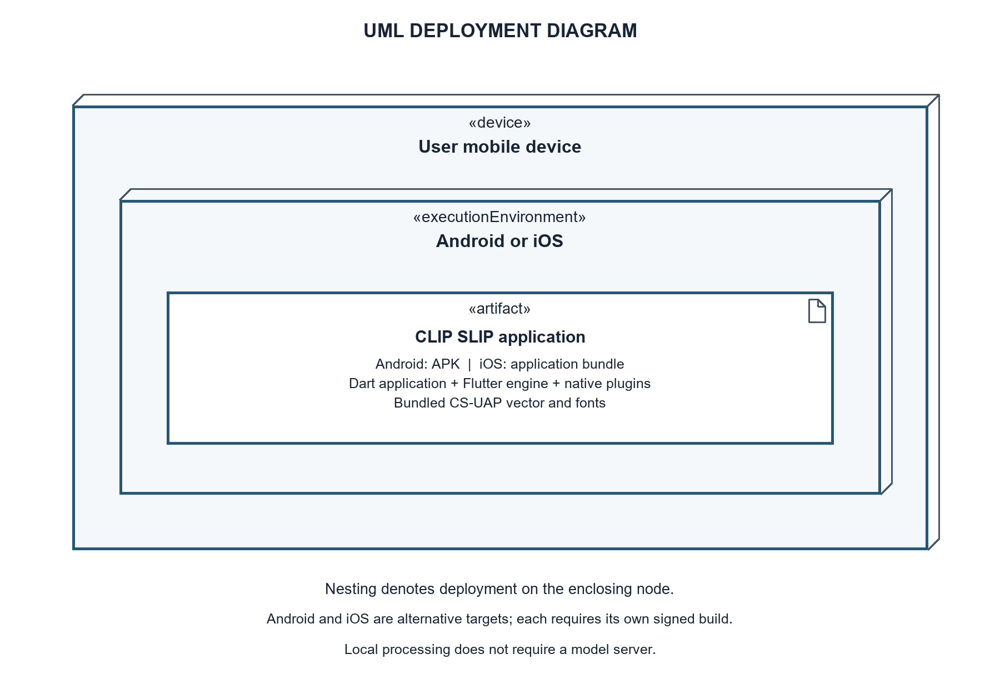 UML DEPLOYMENT DIAGRAM
«device»
User mobile device
«executionEnvironment»
Android or iOS
«artifact»
CLIP SLIP application
Android: APK | iOS: application bundle
Dart application + Flutter engine + native plugins
Bundled CS-UAP vector and fonts
Nesting denotes deployment on the enclosing node.
Android and iOS are alternative targets; each requires its own signed build.
Local processing does not require a model server.